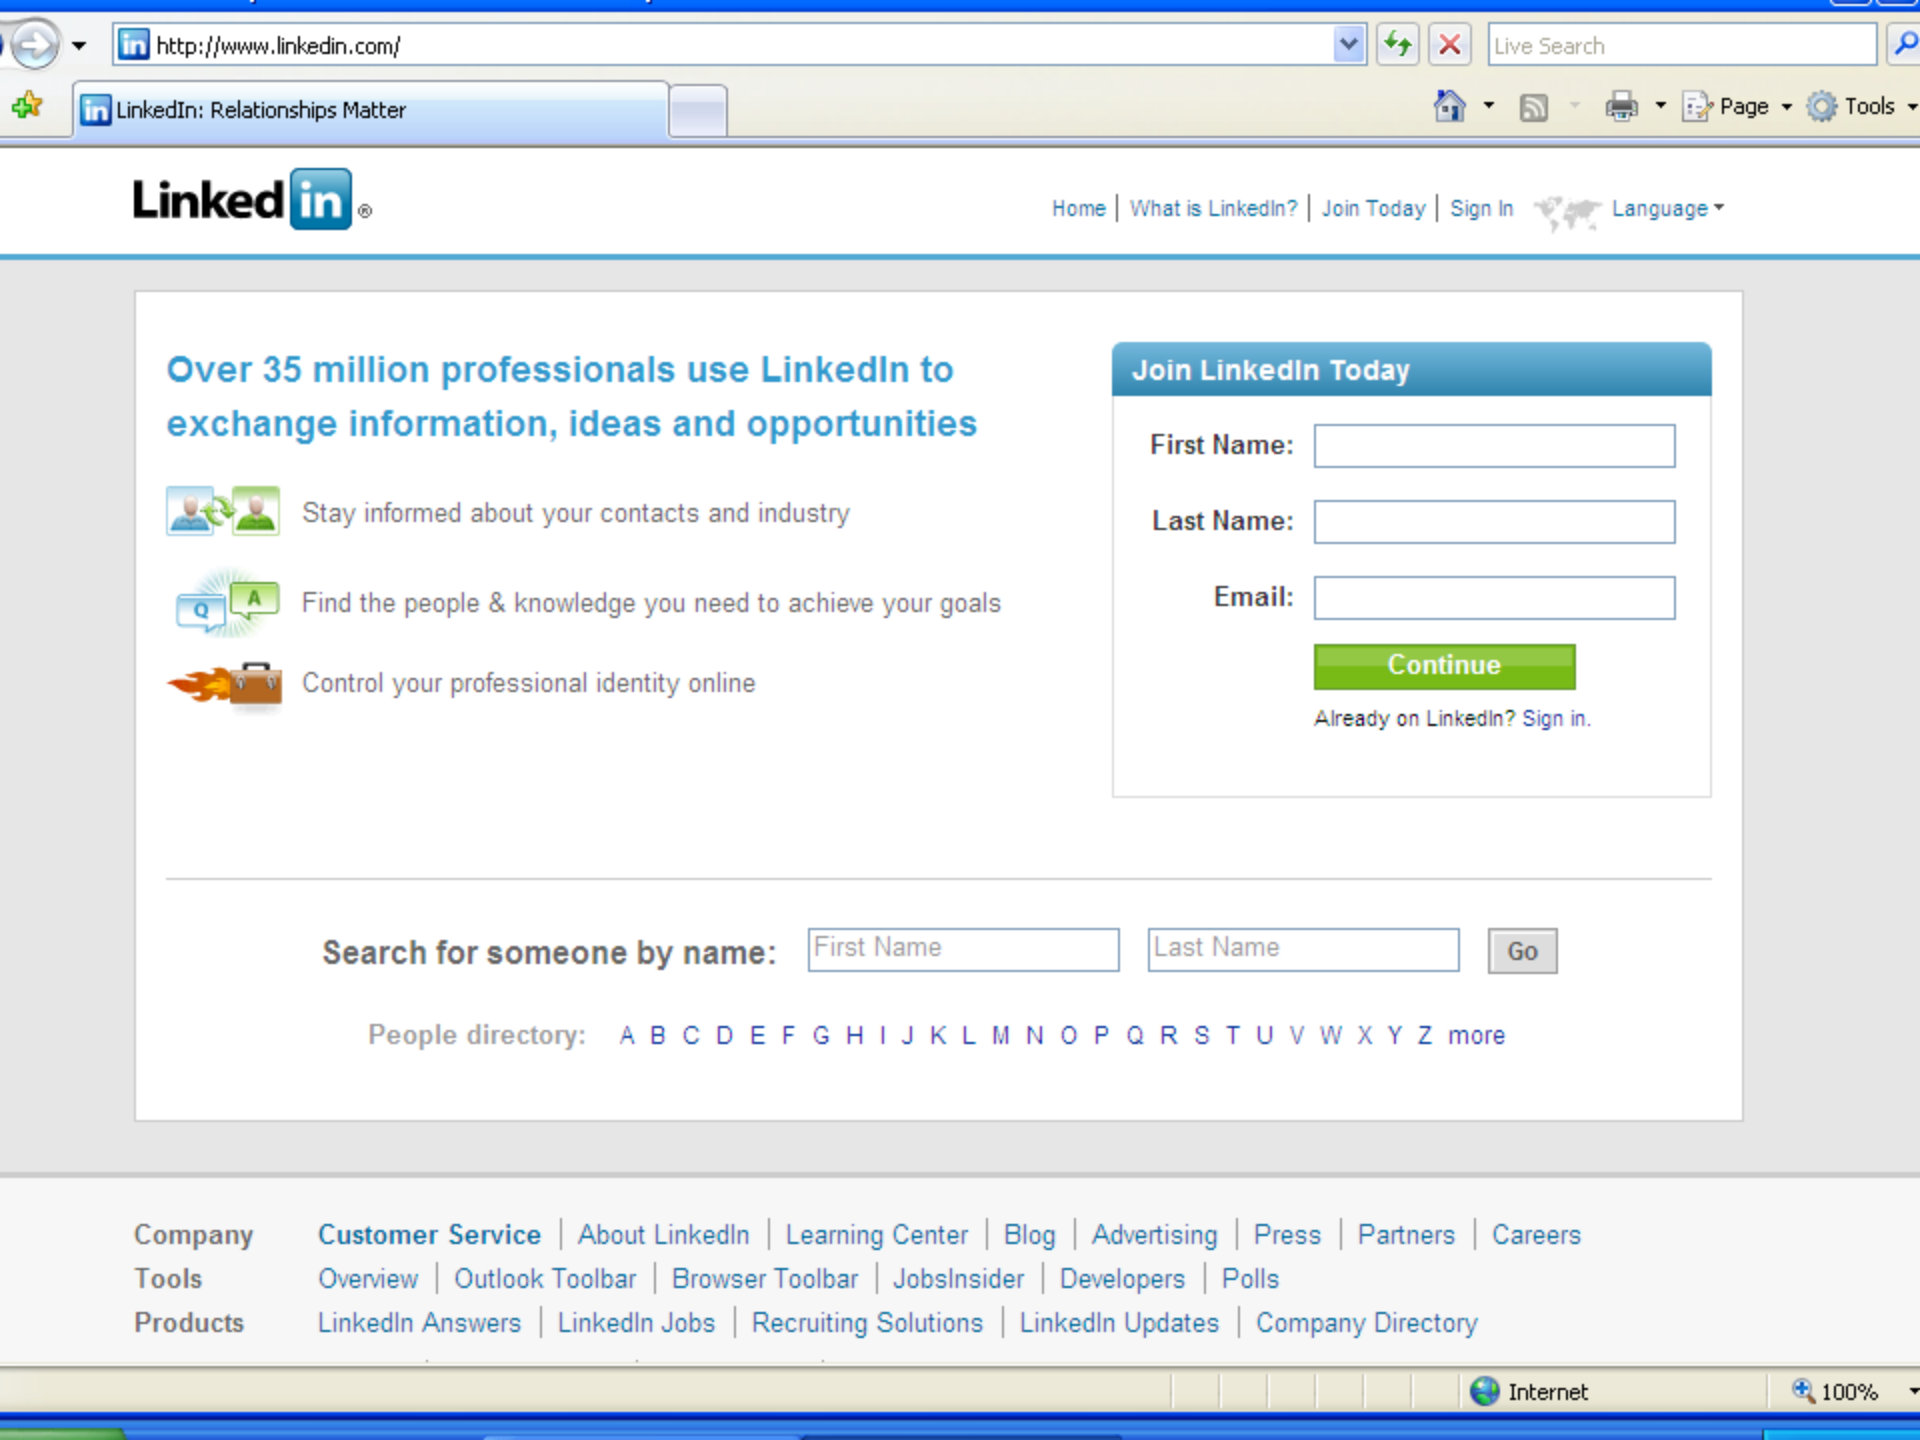 http://www.linkedin.com/
Live Search
LinkedIn: Relationships Matter
Page
Tools
Linked in ®
Home | What is LinkedIn? | Join Today | Sign In Language
Over 35 million professionals use LinkedIn to
exchange information, ideas and opportunities
Stay informed about your contacts and industry
Q A
Find the people & knowledge you need to achieve your goals
Control your professional identity online
Join LinkedIn Today
First Name:
Last Name:
Email:
Continue
Already on LinkedIn? Sign in.
Search for someone by name: First Name Last Name Go
People directory: A B C D E F G H I J K L M N O P Q R S T U V W X Y Z more
Company Customer Service | About LinkedIn | Learning Center | Blog | Advertising | Press | Partners | Careers
Tools Overview | Outlook Toolbar | Browser Toolbar | JobsInsider | Developers | Polls
Products LinkedIn Answers | LinkedIn Jobs | Recruiting Solutions | LinkedIn Updates | Company Directory
Internet 100%